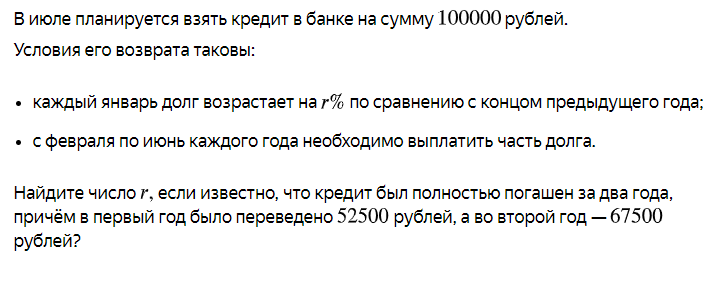 В июле планируется взять кредит в банке на сумму 100000 рублей.
Условия его возврата таковы:
• каждый январь долг возрастает на r% по сравнению с концом предыдущего года;
• с февраля по июнь каждого года необходимо выплатить часть долга.
Найдите число r, если известно, что кредит был полностью погашен за два года,
причём в первый год было переведено 52500 рублей, а во второй год — 67500
рублей?